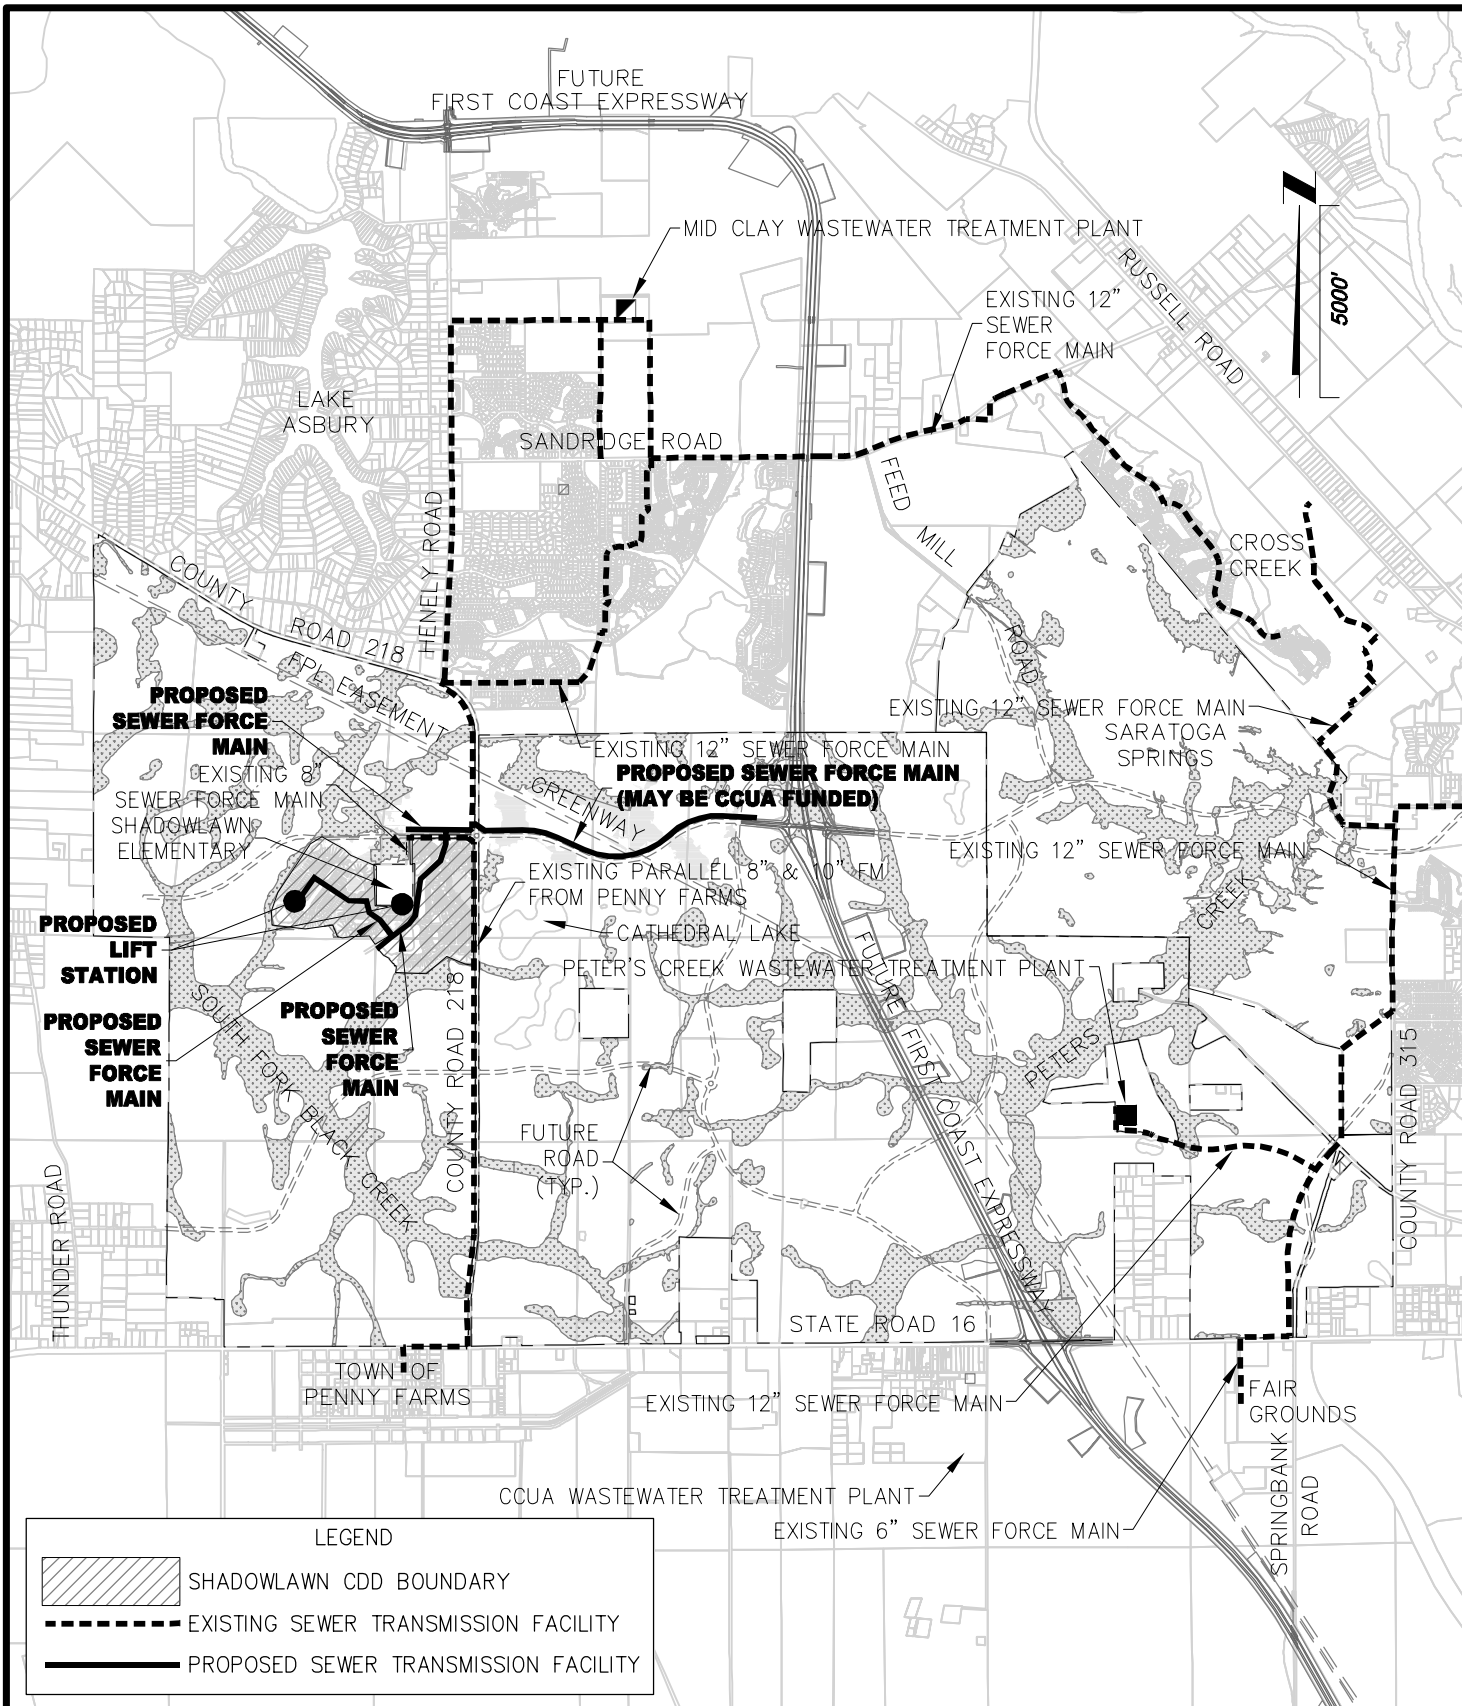 FUTURE
FIRST COAST EXPRESSWAY
MID CLAY WASTEWATER TREATMENT PLANT
RUSSELL ROAD
5000'
EXISTING 12"
SEWER
FORCE MAIN
LAKE
ASBURY
SANDRIDGE ROAD
HENELY ROAD
FEED
MILL
ROAD
CROSS
CREEK
COUNTY
ROAD 218
FPL EASEMENT
PROPOSED
SEWER FORCE
MAIN
EXISTING 8"
SEWER FORCE MAIN
SHADOWLAWN
ELEMENTARY
EXISTING 12" SEWER FORCE MAIN
PROPOSED SEWER FORCE MAIN
(MAY BE CCUA FUNDED)
GREENWAY
EXISTING 12" SEWER FORCE MAIN
SARATOGA
SPRINGS
EXISTING 12" SEWER FORCE MAIN
EXISTING PARALLEL 8" & 10" FM
FROM PENNY FARMS
CATHEDRAL LAKE
PETER'S CREEK WASTEWATER TREATMENT PLANT
PROPOSED
LIFT
STATION
PROPOSED
SEWER
FORCE
MAIN
PROPOSED
SEWER
FORCE
MAIN
COUNTY ROAD 218
SOUTH FORK BLACK CREEK
PETERS
CREEK
FUTURE FIRST COAST EXPRESSWAY
COUNTY ROAD 315
FUTURE
ROAD
(TYP.)
THUNDER ROAD
STATE ROAD 16
TOWN OF
PENNY FARMS
EXISTING 12" SEWER FORCE MAIN
FAIR
GROUNDS
CCUA WASTEWATER TREATMENT PLANT
EXISTING 6" SEWER FORCE MAIN
SPRINGBANK
ROAD
LEGEND
SHADOWLAWN CDD BOUNDARY
EXISTING SEWER TRANSMISSION FACILITY
PROPOSED SEWER TRANSMISSION FACILITY